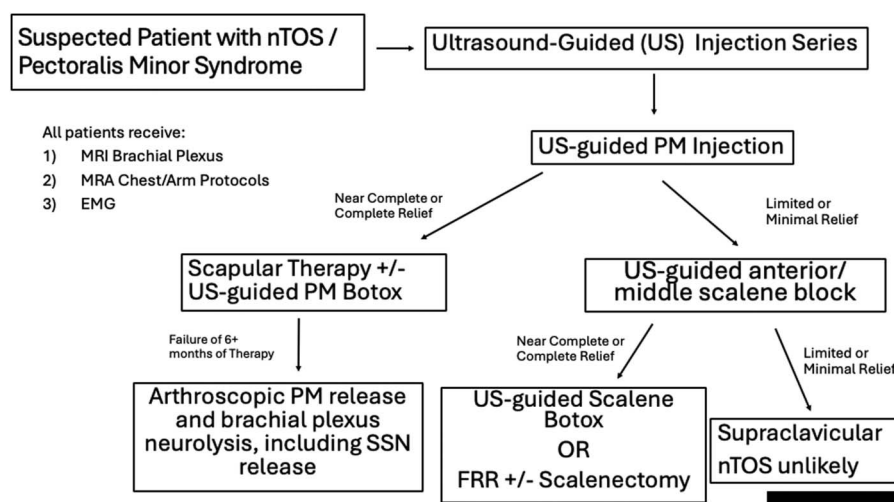 Suspected Patient with nTOS /
Pectoralis Minor Syndrome
Ultrasound-Guided (US) Injection Series
All patients receive:
1) MRI Brachial Plexus
2) MRA Chest/Arm Protocols
3) EMG
US-guided PM Injection
Near Complete or
Complete Relief
Limited or
Minimal Relief
Scapular Therapy +/-
US-guided PM Botox
US-guided anterior/
middle scalene block
Failure of 6+
months of Therapy
Near Complete or
Complete Relief
Limited or
Minimal Relief
Arthroscopic PM release
and brachial plexus
neurolysis, including SSN
release
US-guided Scalene
Botox
OR
FRR +/- Scalenectomy
Supraclavicular
nTOS unlikely